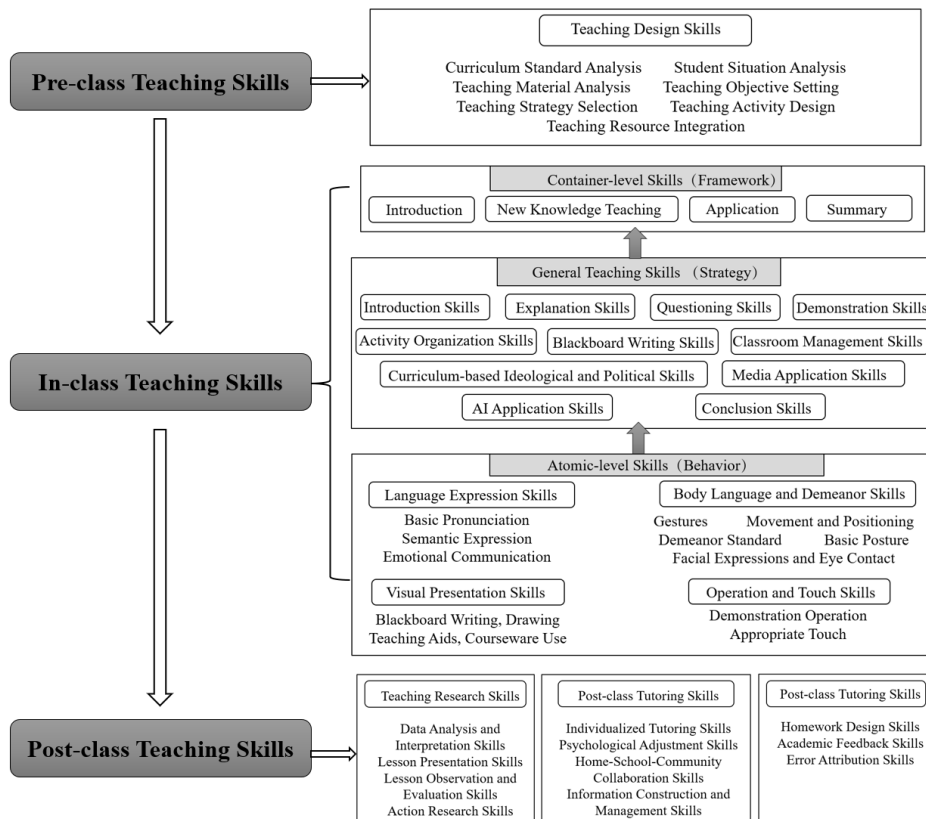 Pre-class Teaching Skills
Teaching Design Skills
Curriculum Standard Analysis
Student Situation Analysis
Teaching Material Analysis
Teaching Objective Setting
Teaching Strategy Selection
Teaching Activity Design
Teaching Resource Integration
In-class Teaching Skills
Container-level Skills（Framework）
Introduction
New Knowledge Teaching
Application
Summary
General Teaching Skills （Strategy）
Introduction Skills
Explanation Skills
Questioning Skills
Demonstration Skills
Activity Organization Skills
Blackboard Writing Skills
Classroom Management Skills
Curriculum-based Ideological and Political Skills
Media Application Skills
AI Application Skills
Conclusion Skills
Atomic-level Skills（Behavior）
Language Expression Skills
Basic Pronunciation
Semantic Expression
Emotional Communication
Body Language and Demeanor Skills
Gestures
Movement and Positioning
Demeanor Standard
Basic Posture
Facial Expressions and Eye Contact
Visual Presentation Skills
Blackboard Writing, Drawing
Teaching Aids, Courseware Use
Operation and Touch Skills
Demonstration Operation
Appropriate Touch
Post-class Teaching Skills
Teaching Research Skills
Data Analysis and
Interpretation Skills
Lesson Presentation Skills
Lesson Observation and
Evaluation Skills
Action Research Skills
Post-class Tutoring Skills
Individualized Tutoring Skills
Psychological Adjustment Skills
Home-School-Community
Collaboration Skills
Information Construction and
Management Skills
Post-class Tutoring Skills
Homework Design Skills
Academic Feedback Skills
Error Attribution Skills